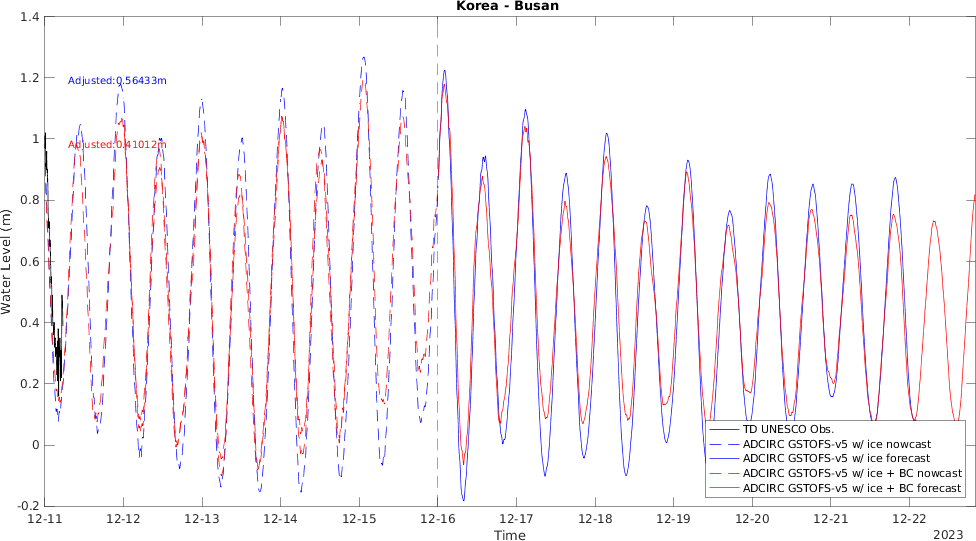 Korea - Busan
1.4
1.2
1
0.8
0.6
0.4
0.2
0
-0.2
Water Level (m)
Adjusted:0.56433m
Adjusted:0.41012m
TD UNESCO Obs.
ADCIRC GSTOFS-v5 w/ ice nowcast
ADCIRC GSTOFS-v5 w/ ice forecast
ADCIRC GSTOFS-v5 w/ ice + BC nowcast
ADCIRC GSTOFS-v5 w/ ice + BC forecast
12-11 12-12 12-13 12-14 12-15 12-16 12-17 12-18 12-19 12-20 12-21 12-22
Time
2023